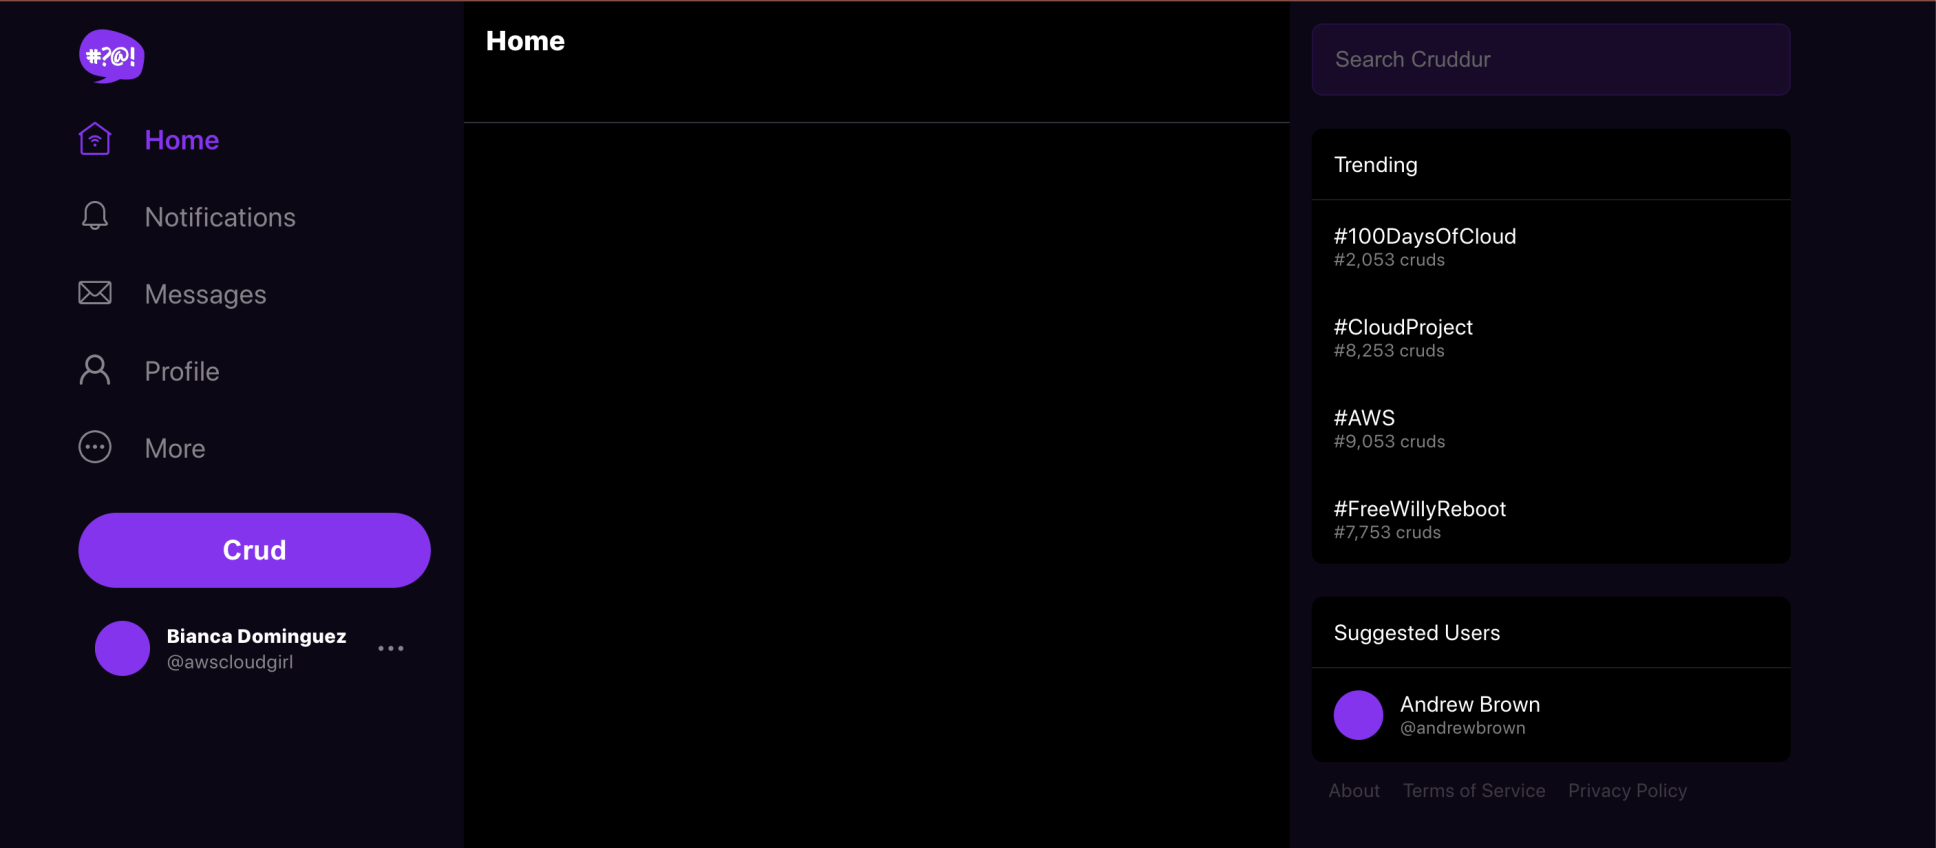 #?@!
Home
Notifications
Messages
Profile
More
Crud
Bianca Dominguez
@awscloudgirl
Home
Search Cruddur
Trending
#100DaysOfCloud
#2,053 cruds
#CloudProject
#8,253 cruds
#AWS
#9,053 cruds
#FreeWillyReboot
#7,753 cruds
Suggested Users
Andrew Brown
@andrewbrown
About Terms of Service Privacy Policy